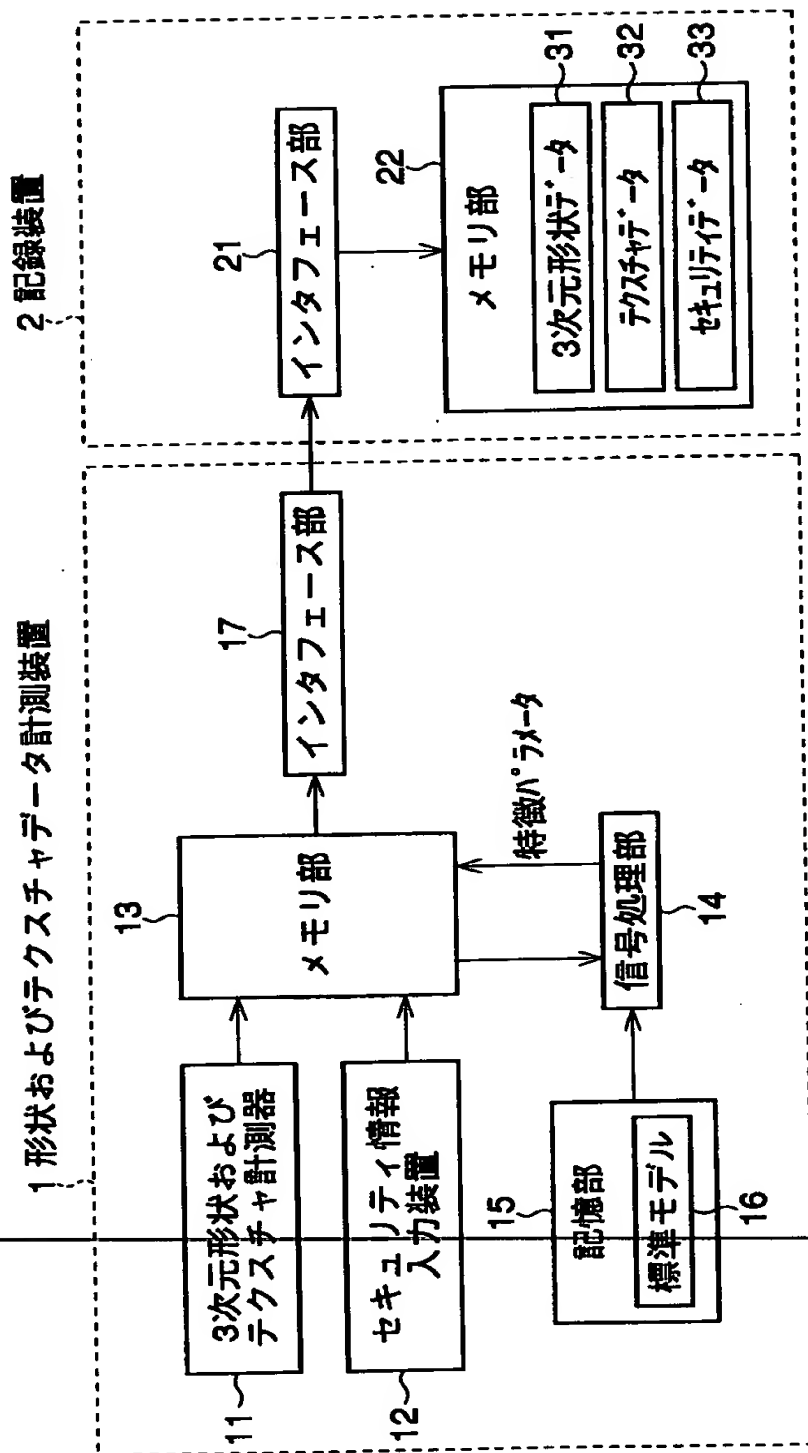 1 形状およびテクスチャデータ計測装置
11
3次元形状および
テクスチャ計測器
12
セキュリティ情報
入力装置
13
メモリ部
特徴パラメータ
14
信号処理部
15
記憶部
標準モデル
16
17
インタフェース部
2 記録装置
21
インタフェース部
22
メモリ部
3次元形状データ
31
テクスチャデータ
32
セキュリティデータ
33